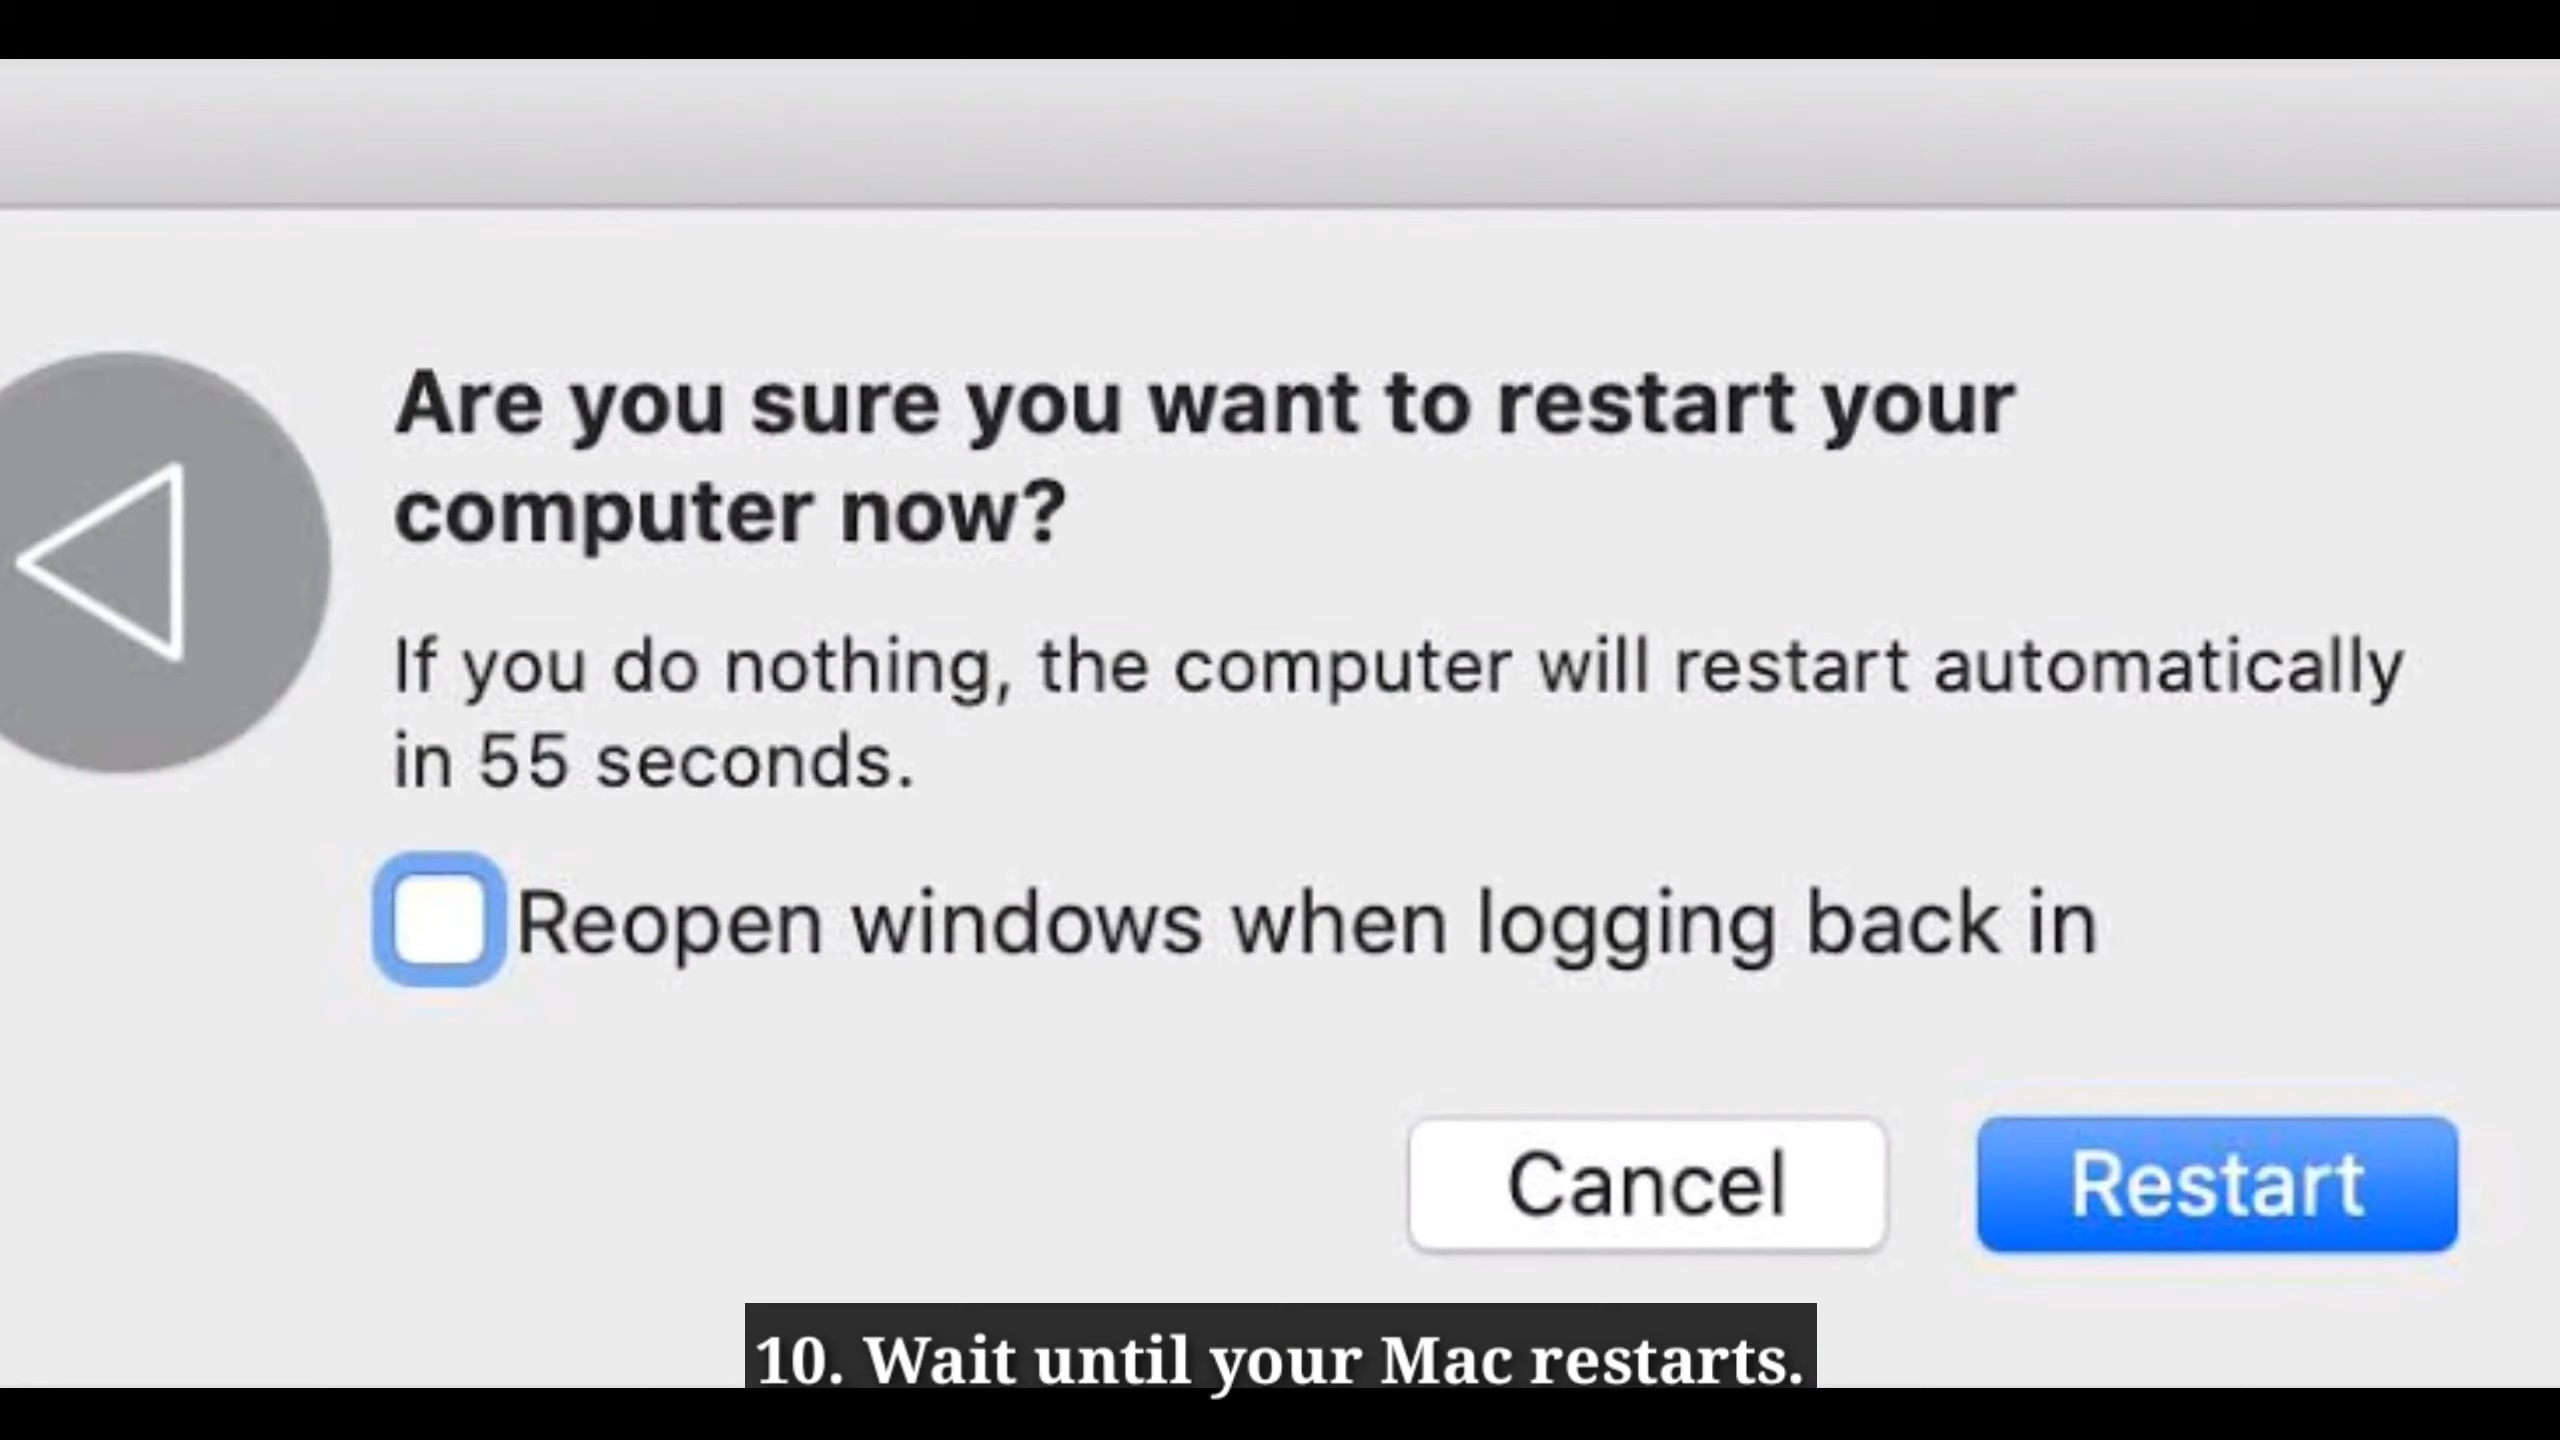 Are you sure you want to restart your
computer now?
If you do nothing, the computer will restart automatically
in 55 seconds.
Reopen windows when logging back in
Cancel
Restart
10. Wait until your Mac restarts.